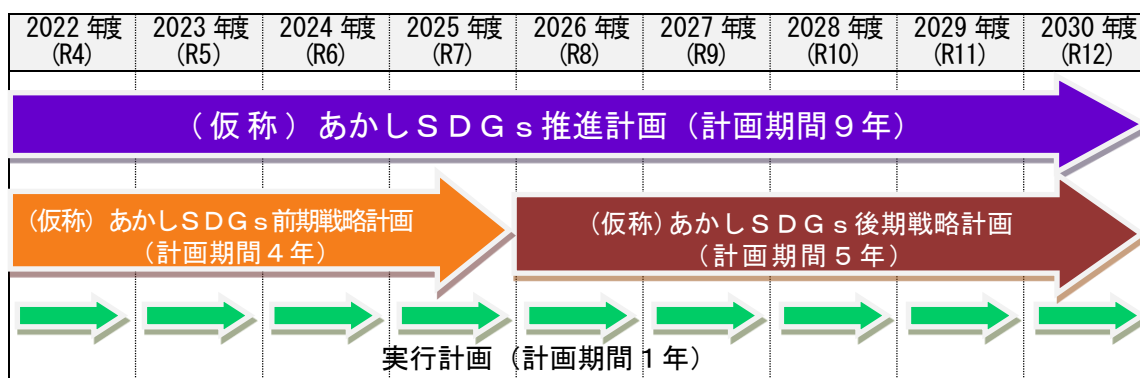 2022 年度 2023 年度 2024 年度 2025 年度 2026 年度 2027 年度 2028 年度 2029 年度 2030 年度
(R4) (R5) (R6) (R7) (R8) (R9) (R10) (R11) (R12)
（仮称）あかしＳＤＧｓ推進計画（計画期間９年）
(仮称）あかしＳＤＧｓ前期戦略計画
（計画期間４年）
(仮称)あかしＳＤＧｓ後期戦略計画
（計画期間５年）
実行計画（計画期間１年）